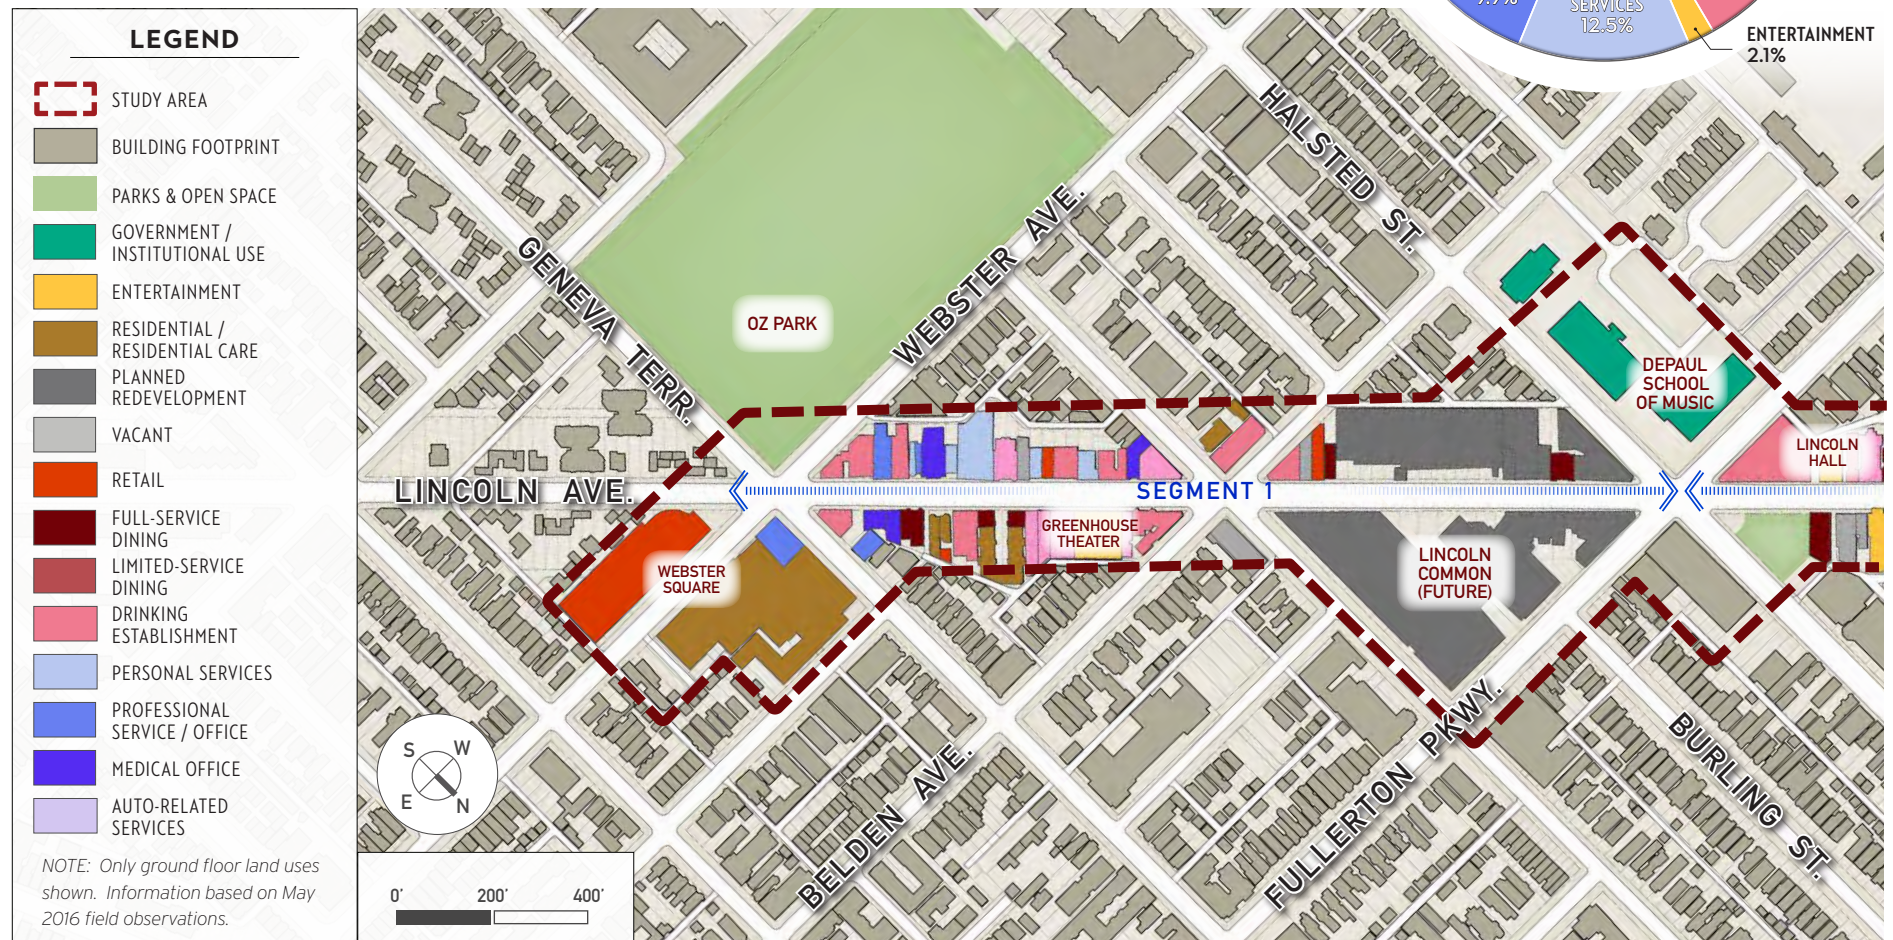 LEGEND
STUDY AREA
BUILDING FOOTPRINT
PARKS & OPEN SPACE
GOVERNMENT /
INSTITUTIONAL USE
ENTERTAINMENT
RESIDENTIAL /
RESIDENTIAL CARE
PLANNED
REDEVELOPMENT
VACANT
RETAIL
FULL-SERVICE
DINING
LIMITED-SERVICE
DINING
DRINKING
ESTABLISHMENT
PERSONAL SERVICES
PROFESSIONAL
SERVICE / OFFICE
MEDICAL OFFICE
AUTO-RELATED
SERVICES
NOTE: Only ground floor land uses
shown. Information based on May
2016 field observations.
SERVICES
12.5%
ENTERTAINMENT
2.1%
HALSTED ST.
GENEVA TERR.
WEBSTER AVE.
OZ PARK
DEPAUL
SCHOOL
OF MUSIC
LINCOLN
HALL
LINCOLN AVE.
SEGMENT 1
GREENHOUSE
THEATER
WEBSTER
SQUARE
LINCOLN
COMMON
(FUTURE)
BELDEN AVE.
FULLERTON PKWY.
BURLING ST.
S W
E N
0' 200' 400'